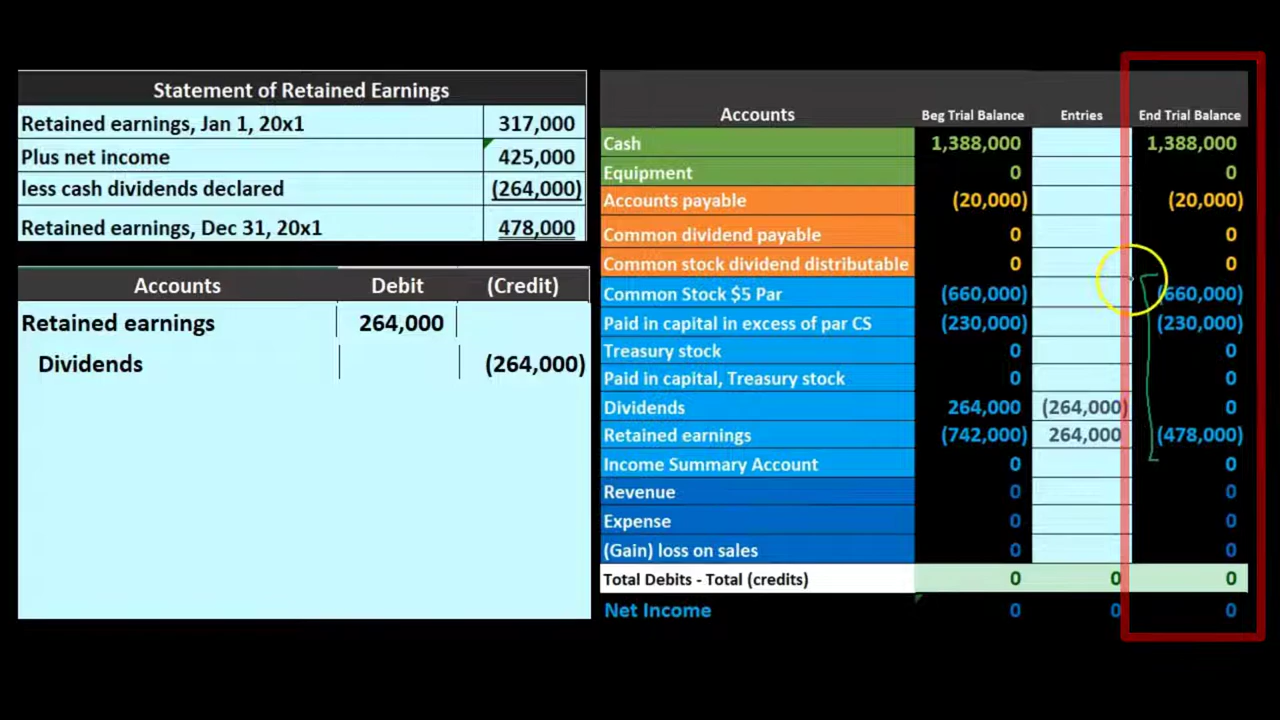 Statement of Retained Earnings
Retained earnings, Jan 1, 20x1 317,000
Plus net income 425,000
less cash dividends declared (264,000)
Retained earnings, Dec 31, 20x1 478,000
Accounts Debit (Credit)
Retained earnings 264,000
Dividends (264,000)
Accounts Beg Trial Balance Entries End Trial Balance
Cash 1,388,000 1,388,000
Equipment 0 0
Accounts payable (20,000) (20,000)
Common dividend payable 0 0
Common stock dividend distributable 0 0
Common Stock $5 Par (660,000) (660,000)
Paid in capital in excess of par CS (230,000) (230,000)
Treasury stock 0 0
Paid in capital, Treasury stock 0 0
Dividends 264,000 (264,000) 0
Retained earnings (742,000) 264,000 (478,000)
Income Summary Account 0 0
Revenue 0 0
Expense 0 0
(Gain) loss on sales 0 0
Total Debits - Total (credits) 0 0 0
Net Income 0 0 0